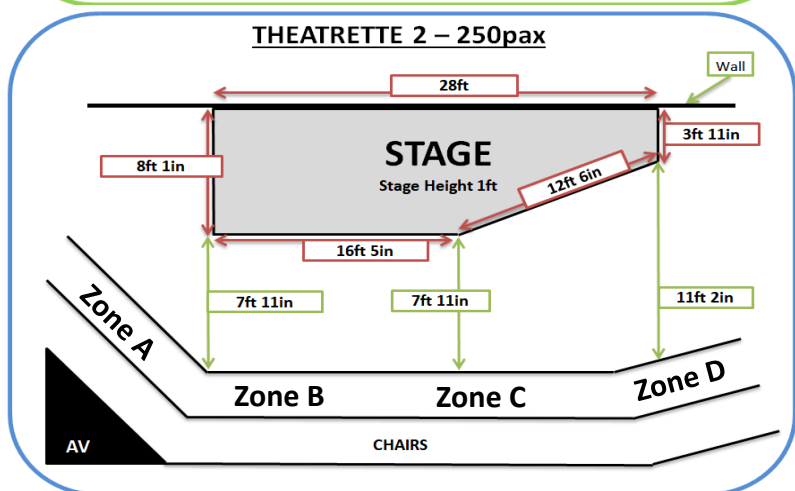 THEATRETTE 2 – 250pax
Wall
28ft
3ft 11in
8ft 1in
STAGE
Stage Height 1ft
12ft 6in
16ft 5in
7ft 11in
7ft 11in
11ft 2in
Zone A
Zone B
Zone C
Zone D
AV
CHAIRS